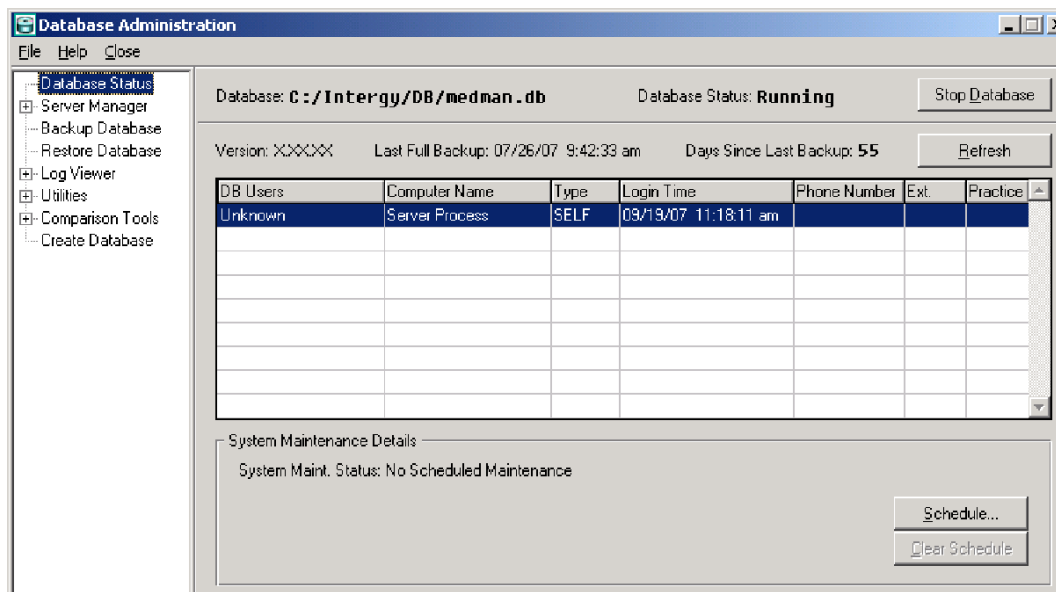 Database Administration
File Help Close
Database Status
Server Manager
Backup Database
Restore Database
Log Viewer
Utilities
Comparison Tools
Create Database
Database: C:/Intergy/DB/medman.db Database Status: Running Stop Database
Version: X.XX.XX Last Full Backup: 07/26/07 9:42:33 am Days Since Last Backup: 55 Refresh
DB Users Computer Name Type Login Time Phone Number Ext. Practice
Unknown Server Process SELF 09/19/07 11:18:11 am
System Maintenance Details
System Maint. Status: No Scheduled Maintenance
Schedule...
Clear Schedule